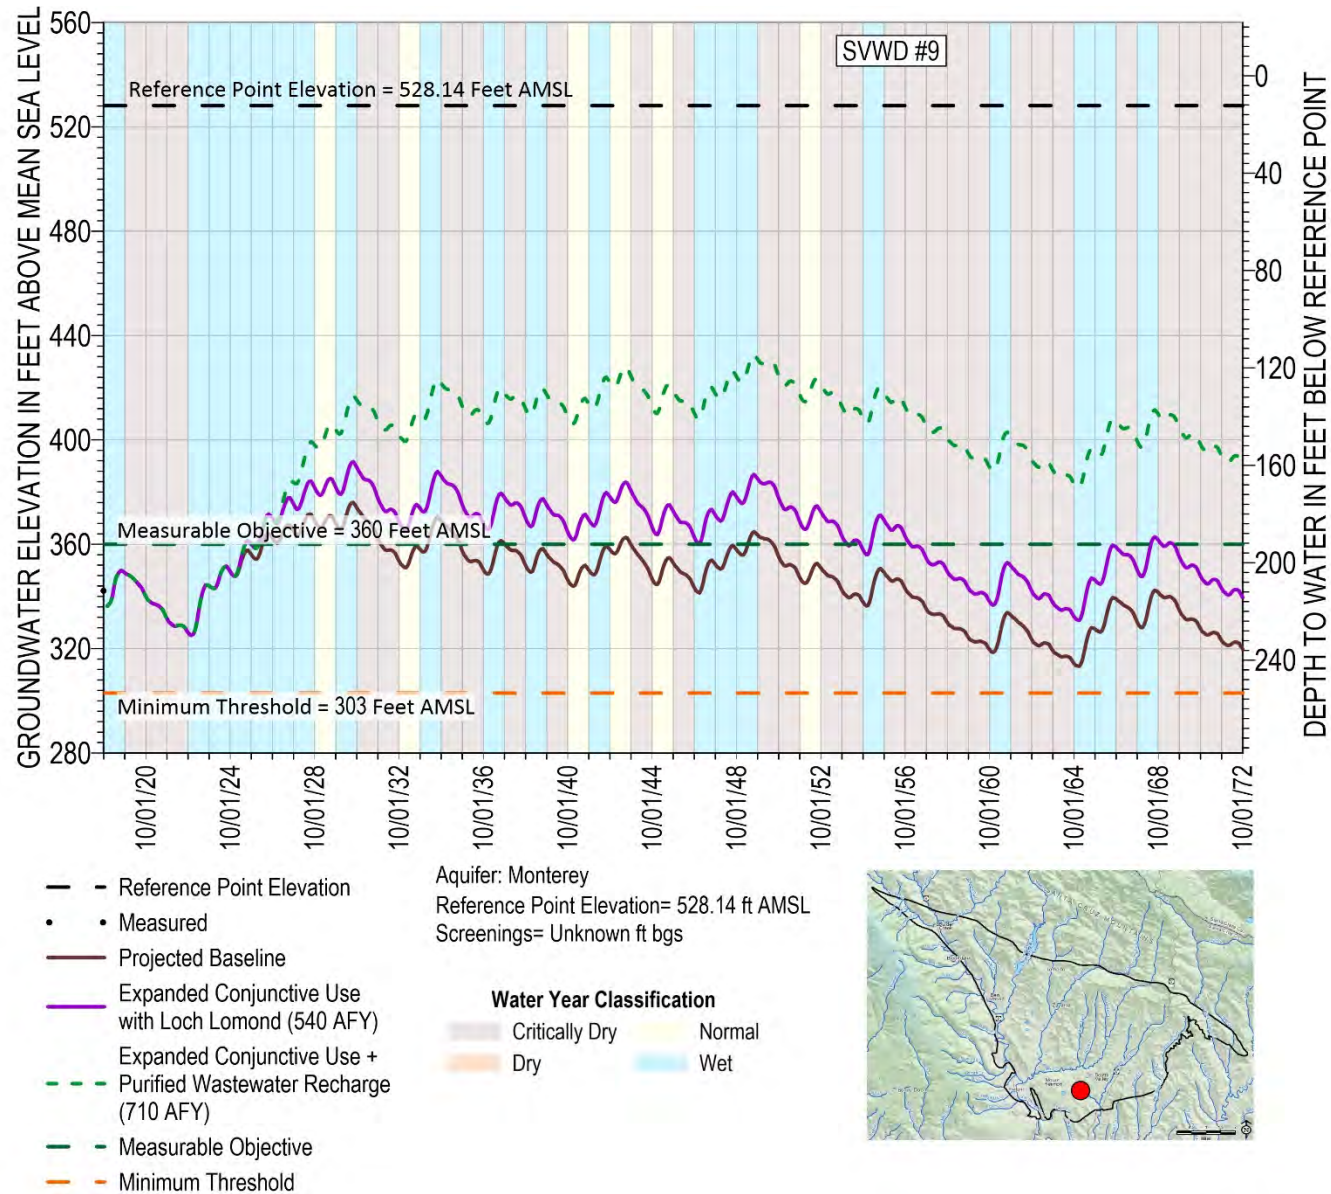 GROUNDWATER ELEVATION IN FEET ABOVE MEAN SEA LEVEL
560
520
480
440
400
360
320
280
SVWD #9
Reference Point Elevation = 528.14 Feet AMSL
Measurable Objective = 360 Feet AMSL
Minimum Threshold = 303 Feet AMSL
0
40
80
120
160
200
240
DEPTH TO WATER IN FEET BELOW REFERENCE POINT
10/01/20
10/01/24
10/01/28
10/01/32
10/01/36
10/01/40
10/01/44
10/01/48
10/01/52
10/01/56
10/01/60
10/01/64
10/01/68
10/01/72
Reference Point Elevation
Measured
Projected Baseline
Expanded Conjunctive Use
with Loch Lomond (540 AFY)
Expanded Conjunctive Use +
Purified Wastewater Recharge
(710 AFY)
Measurable Objective
Minimum Threshold
Aquifer: Monterey
Reference Point Elevation= 528.14 ft AMSL
Screenings= Unknown ft bgs
Water Year Classification
Critically Dry
Normal
Dry
Wet